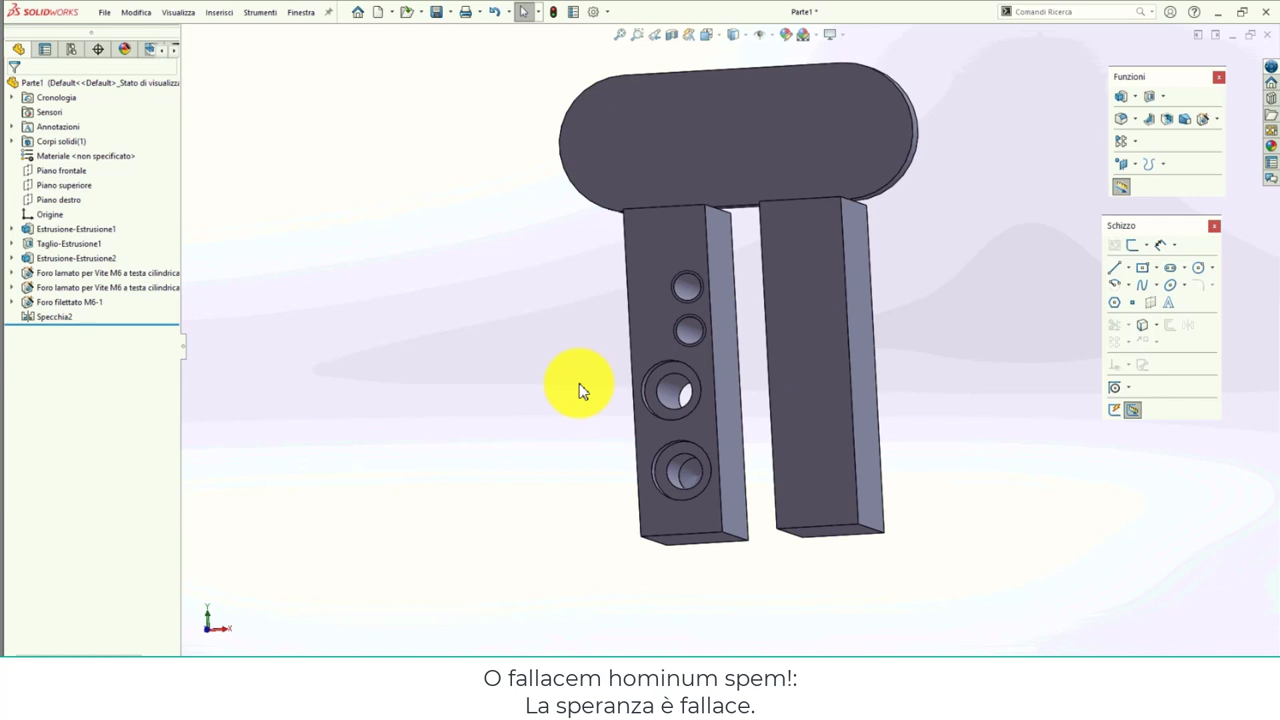 SOLIDWORKS File Modifica Visualizza Inserisci Strumenti Finestra Parte1 * Comandi Ricerca
Parte1 (Default<<Default>_Stato di visualizza
Cronologia
Sensori
Annotazioni
Corpi solidi(1)
Materiale <non specificato>
Piano frontale
Piano superiore
Piano destro
Origine
Estrusione-Estrusione1
Taglio-Estrusione1
Estrusione-Estrusione2
Foro lamato per Vite M6 a testa cilindrica
Foro lamato per Vite M6 a testa cilindrica
Foro filettato M6-1
Specchia2
Funzioni
Schizzo
Y
X
O fallacem hominum spem!:
La speranza è fallace.